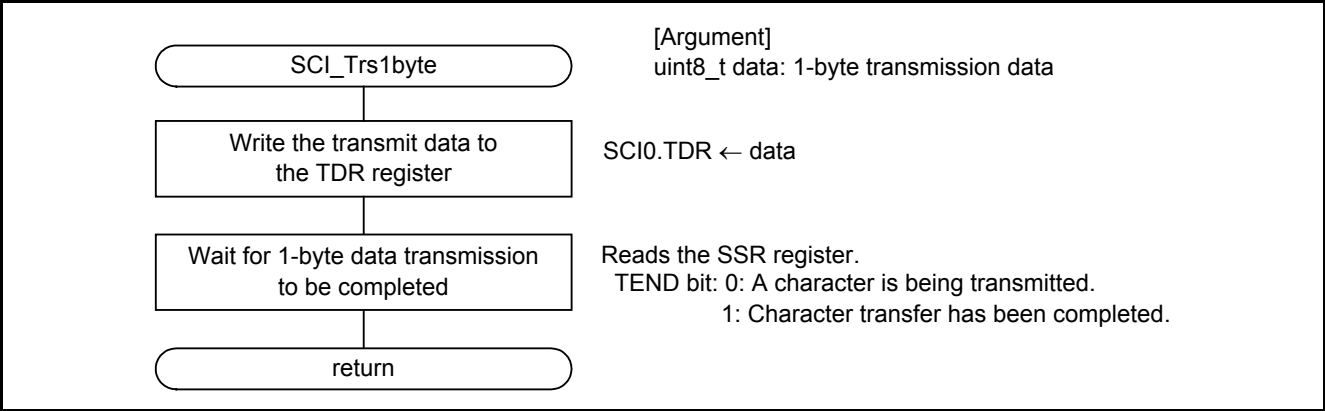 [Argument]
SCI_Trs1byte
uint8_t data: 1-byte transmission data
Write the transmit data to
the TDR register
SCI0.TDR ← data
Wait for 1-byte data transmission
to be completed
Reads the SSR register.
TEND bit: 0: A character is being transmitted.
1: Character transfer has been completed.
return